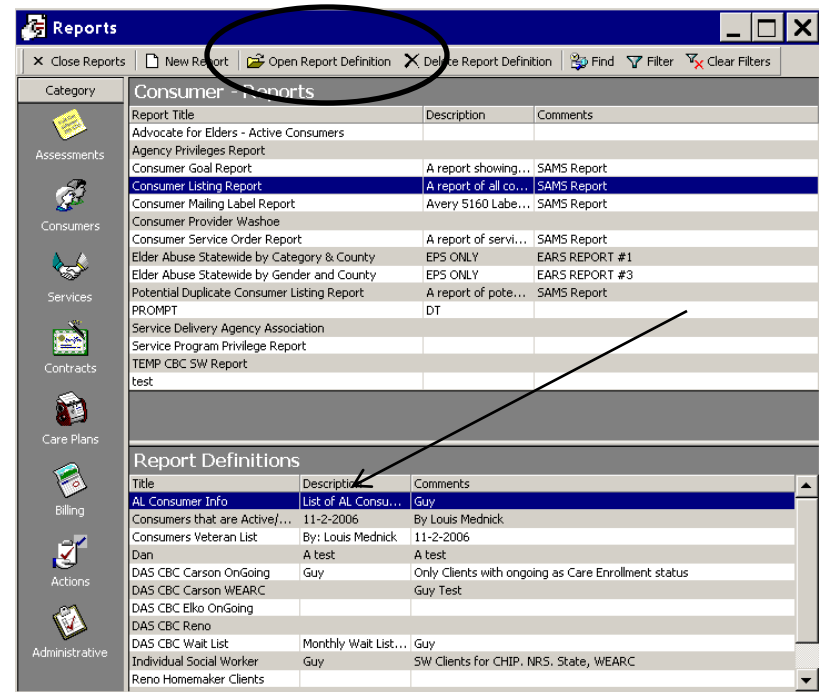 Reports
Close Reports New Report Open Report Definition Delete Report Definition Find Filter Clear Filters
Category
Assessments
Consumers
Services
Contracts
Care Plans
Billing
Actions
Administrative
Consumer - Reports
Report Title Description Comments
Advocate for Elders - Active Consumers
Agency Privileges Report
Consumer Goal Report A report showing... SAMS Report
Consumer Listing Report A report of all co... SAMS Report
Consumer Mailing Label Report Avery 5160 Labe... SAMS Report
Consumer Provider Washoe
Consumer Service Order Report A report of servi... SAMS Report
Elder Abuse Statewide by Category & County EPS ONLY EARS REPORT #1
Elder Abuse Statewide by Gender and County EPS ONLY EARS REPORT #3
Potential Duplicate Consumer Listing Report A report of pote... SAMS Report
PROMPT DT
Service Delivery Agency Association
Service Program Privilege Report
TEMP CBC SW Report
test
Report Definitions
Title Description Comments
AL Consumer Info List of AL Consu... Guy
Consumers that are Active/... 11-2-2006 By Louis Mednick
Consumers Veteran List By: Louis Mednick 11-2-2006
Dan A test A test
DAS CBC Carson OnGoing Guy Only Clients with ongoing as Care Enrollment status
DAS CBC Carson WEARC Guy Test
DAS CBC Elko OnGoing
DAS CBC Reno
DAS CBC Wait List Monthly Wait List... Guy
Individual Social Worker Guy SW Clients for CHIP. NRS. State, WEARC
Reno Homemaker Clients